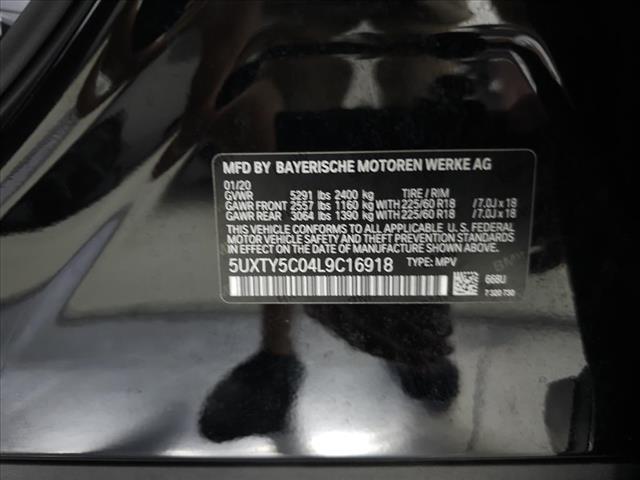 MFD BY BAYERISCHE MOTOREN WERKE AG
01/20
GVWR 5291 lbs 2400 kg TIRE / RIM
GAWR FRONT 2557 lbs 1160 kg WITH 225/60 R18 / 7.0J x 18
GAWR REAR 3064 lbs 1390 kg WITH 225/60 R18 / 7.0J x 18
THIS VEHICLE CONFORMS TO ALL APPLICABLE U. S. FEDERAL
MOTOR VEHICLE SAFETY, BUMPER, AND THEFT PREVENTION STANDARDS
IN EFFECT ON THE DATE OF MANUFACTURE SHOWN ABOVE.
5UXTY5C04L9C16918 TYPE: MPV
668U
7 320 730